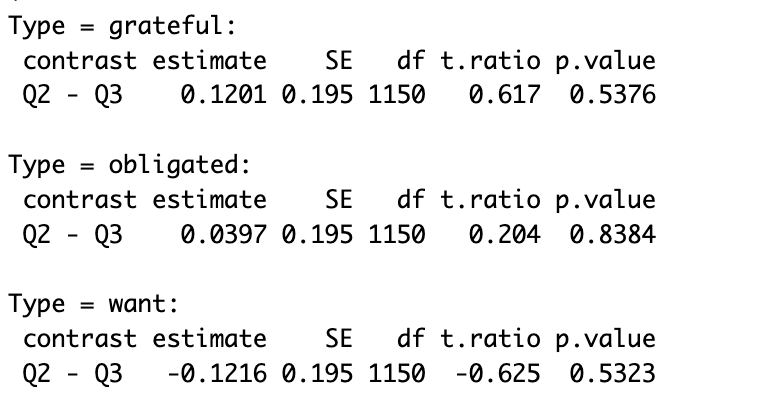 Type = grateful:
 contrast estimate    SE   df t.ratio p.value
 Q2 - Q3    0.1201 0.195 1150   0.617  0.5376
Type = obligated:
 contrast estimate    SE   df t.ratio p.value
 Q2 - Q3    0.0397 0.195 1150   0.204  0.8384
Type = want:
 contrast estimate    SE   df t.ratio p.value
 Q2 - Q3   -0.1216 0.195 1150  -0.625  0.5323